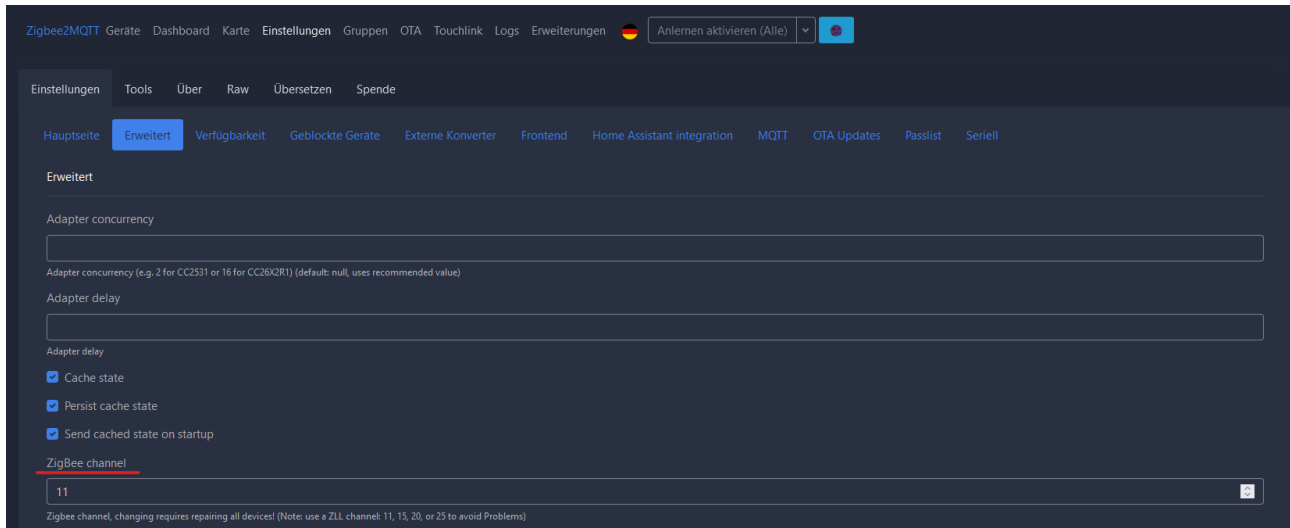 Zigbee2MQTT Geräte Dashboard Karte Einstellungen Gruppen OTA Touchlink Logs Erweiterungen Anlernen aktivieren (Alle)
Einstellungen Tools Über Raw Übersetzen Spende
Hauptseite Erweitert Verfügbarkeit Geblockte Geräte Externe Konverter Frontend Home Assistant integration MQTT OTA Updates Passlist Seriell
Erweitert
Adapter concurrency
Adapter concurrency (e.g. 2 for CC2531 or 16 for CC26X2R1) (default: null, uses recommended value)
Adapter delay
Adapter delay
Cache state
Persist cache state
Send cached state on startup
ZigBee channel
11
Zigbee channel, changing requires repairing all devices! (Note: use a ZLL channel: 11, 15, 20, or 25 to avoid Problems)